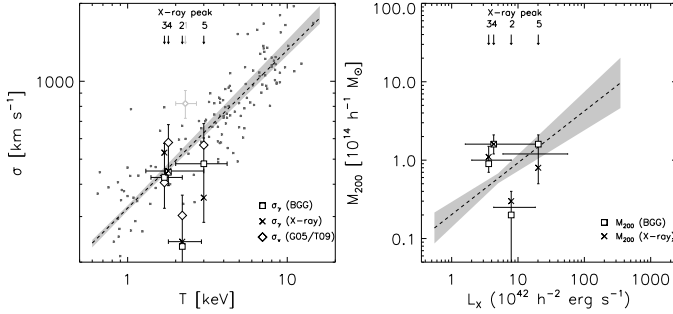 X-ray peak
34 2 5
1000
σ [km s⁻¹]
σᵧ (BGG)
σᵧ (X-ray)
σᵥ (G05/T09)
1 10
T [keV]
X-ray peak
34 2 5
100.0
10.0
1.0
0.1
M₂₀₀ [10¹⁴ h⁻¹ M⊙]
M₂₀₀ (BGG)
M₂₀₀ (X-ray)
1 10 100 1000
Lₓ (10⁴² h⁻² erg s⁻¹)